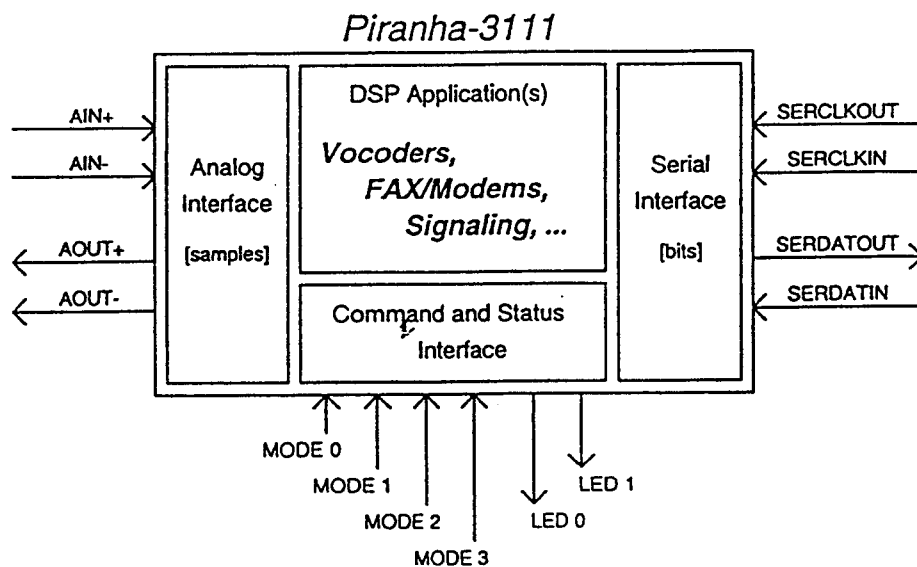 Piranha-3111
AIN+
AIN-
AOUT+
AOUT-
Analog
Interface
[samples]
DSP Application(s)
Vocoders,
FAX/Modems,
Signaling, ...
Command and Status
Interface
Serial
Interface
[bits]
SERCLKOUT
SERCLKIN
SERDATOUT
SERDATIN
MODE 0
MODE 1
MODE 2
MODE 3
LED 0
LED 1